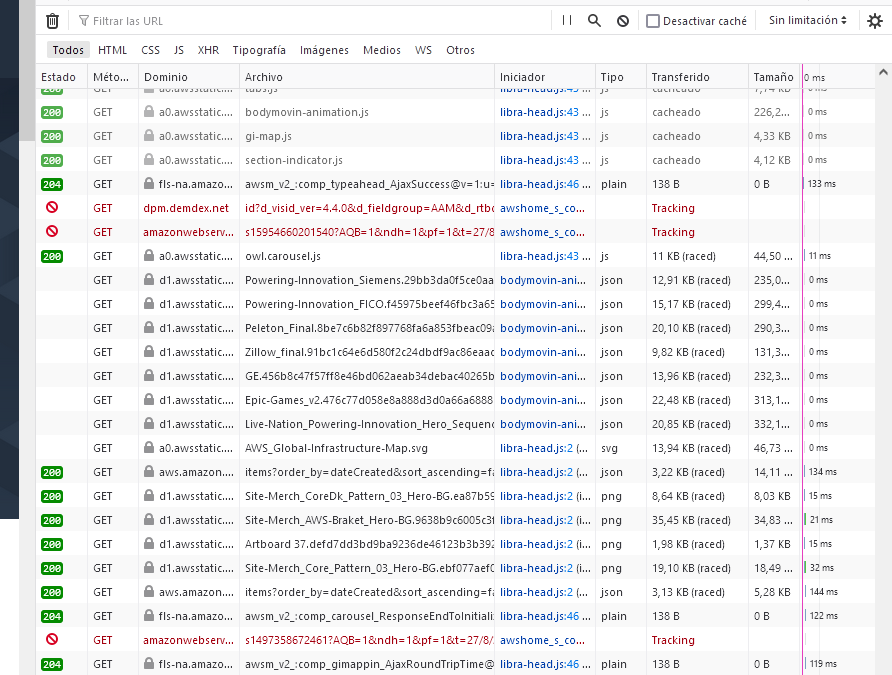 Filtrar las URL Desactivar caché Sin limitación
Todos HTML CSS JS XHR Tipografía Imágenes Medios WS Otros
Estado Méto... Dominio Archivo Iniciador Tipo Transferido Tamaño 0 ms
200 GET a0.awsstatic.... tabs.js libra-head.js:43 ... js cacheado 1,74 KB 0 ms
200 GET a0.awsstatic.... bodymovin-animation.js libra-head.js:43 ... js cacheado 226,2... 0 ms
200 GET a0.awsstatic.... gi-map.js libra-head.js:43 ... js cacheado 4,33 KB 0 ms
200 GET a0.awsstatic.... section-indicator.js libra-head.js:43 ... js cacheado 4,12 KB 0 ms
204 GET fls-na.amazo... awsm_v2_:comp_typeahead_AjaxSuccess@v=1:u= libra-head.js:46 ... plain 138 B 0 B 133 ms
GET dpm.demdex.net id?d_visid_ver=4.4.0&d_fieldgroup=AAM&d_rtbd awshome_s_co... Tracking
GET amazonwebserv... s15954660201540?AQB=1&ndh=1&pf=1&t=27/8/ awshome_s_co... Tracking
200 GET a0.awsstatic.... owl.carousel.js libra-head.js:43 ... js 11 KB (raced) 44,50 ... 11 ms
GET d1.awsstatic.... Powering-Innovation_Siemens.29bb3da0f5ce0aa bodymovin-ani... json 12,91 KB (raced) 235,0... 0 ms
GET d1.awsstatic.... Powering-Innovation_FICO.f45975beef46fbc3a65 bodymovin-ani... json 15,17 KB (raced) 299,4... 0 ms
GET d1.awsstatic.... Peleton_Final.8be7c6b82f897768fa6a853fbeac09a bodymovin-ani... json 20,10 KB (raced) 290,3... 0 ms
GET d1.awsstatic.... Zillow_final.91bc1c64e6d580f2c24dbdf9ac86eaac bodymovin-ani... json 9,82 KB (raced) 131,3... 0 ms
GET d1.awsstatic.... GE.456b8c47f57ff8e46bd062aeab34debac40265b bodymovin-ani... json 13,96 KB (raced) 232,3... 0 ms
GET d1.awsstatic.... Epic-Games_v2.476c77d058e8a888d3d0a66a6888 bodymovin-ani... json 22,48 KB (raced) 313,1... 0 ms
GET d1.awsstatic.... Live-Nation_Powering-Innovation_Hero_Sequenc bodymovin-ani... json 20,85 KB (raced) 332,1... 0 ms
GET a0.awsstatic.... AWS_Global-Infrastructure-Map.svg libra-head.js:2 (i... svg 13,94 KB (raced) 46,73 ... 0 ms
200 GET aws.amazon.... items?order_by=dateCreated&sort_ascending=fa libra-head.js:2 (i... json 3,22 KB (raced) 14,11 ... 134 ms
200 GET d1.awsstatic.... Site-Merch_CoreDk_Pattern_03_Hero-BG.ea87b59 libra-head.js:2 (i... png 8,64 KB (raced) 8,03 KB 15 ms
200 GET d1.awsstatic.... Site-Merch_AWS-Braket_Hero-BG.9638b9c6005c3f libra-head.js:2 (i... png 35,45 KB (raced) 34,83 ... 21 ms
200 GET d1.awsstatic.... Artboard 37.defd7dd3bd9ba9236de46123b3b392 libra-head.js:2 (i... png 1,98 KB (raced) 1,37 KB 15 ms
200 GET d1.awsstatic.... Site-Merch_Core_Pattern_03_Hero-BG.ebf077aef0 libra-head.js:2 (i... png 19,10 KB (raced) 18,49 ... 32 ms
200 GET aws.amazon.... items?order_by=dateCreated&sort_ascending=fa libra-head.js:2 (i... json 3,13 KB (raced) 5,28 KB 144 ms
204 GET fls-na.amazo... awsm_v2_:comp_carousel_ResponseEndToInitiali libra-head.js:46 ... plain 138 B 0 B 122 ms
GET amazonwebserv... s14973586​72461?AQB=1&ndh=1&pf=1&t=27/8/ awshome_s_co... Tracking
204 GET fls-na.amazo... awsm_v2_:comp_gimappin_AjaxRoundTripTime@ libra-head.js:46 ... plain 138 B 0 B 119 ms